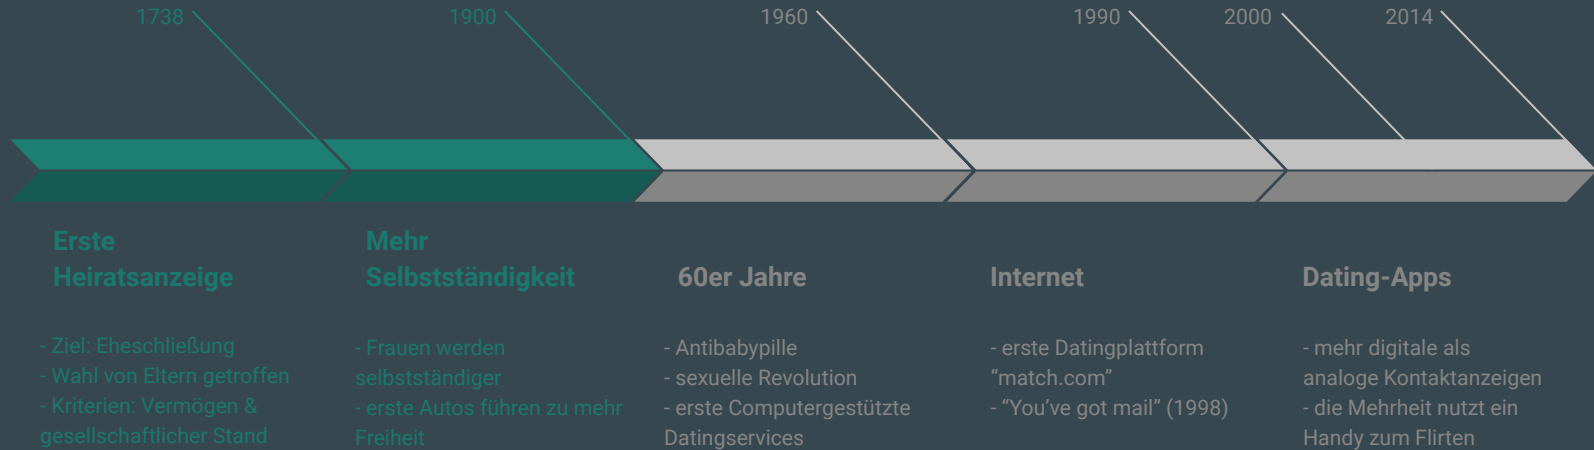 1738
1900
1960
1990
2000
2014
Erste
Heiratsanzeige
- Ziel: Eheschließung
- Wahl von Eltern getroffen
- Kriterien: Vermögen &
gesellschaftlicher Stand
Mehr
Selbstständigkeit
- Frauen werden
selbstständiger
- erste Autos führen zu mehr
Freiheit
60er Jahre
- Antibabypille
- sexuelle Revolution
- erste Computergestützte
Datingservices
Internet
- erste Datingplattform
“match.com”
- “You’ve got mail” (1998)
Dating-Apps
- mehr digitale als
analoge Kontaktanzeigen
- die Mehrheit nutzt ein
Handy zum Flirten